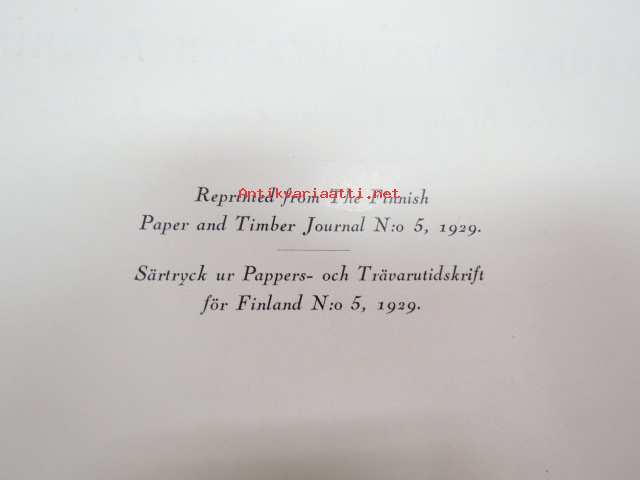 Antikvariaatti.net
Reprinted from The Finnish
Paper and Timber Journal N:o 5, 1929.
Särtryck ur Pappers- och Trävarutidskrift
för Finland N:o 5, 1929.